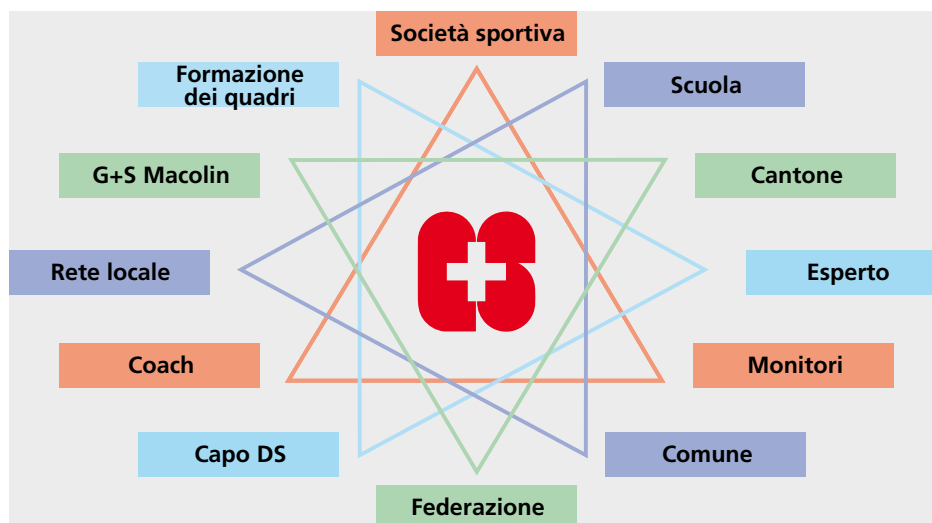 Società sportiva
Formazione
dei quadri
Scuola
G+S Macolin
Cantone
Rete locale
Esperto
Coach
Monitori
Capo DS
Comune
Federazione